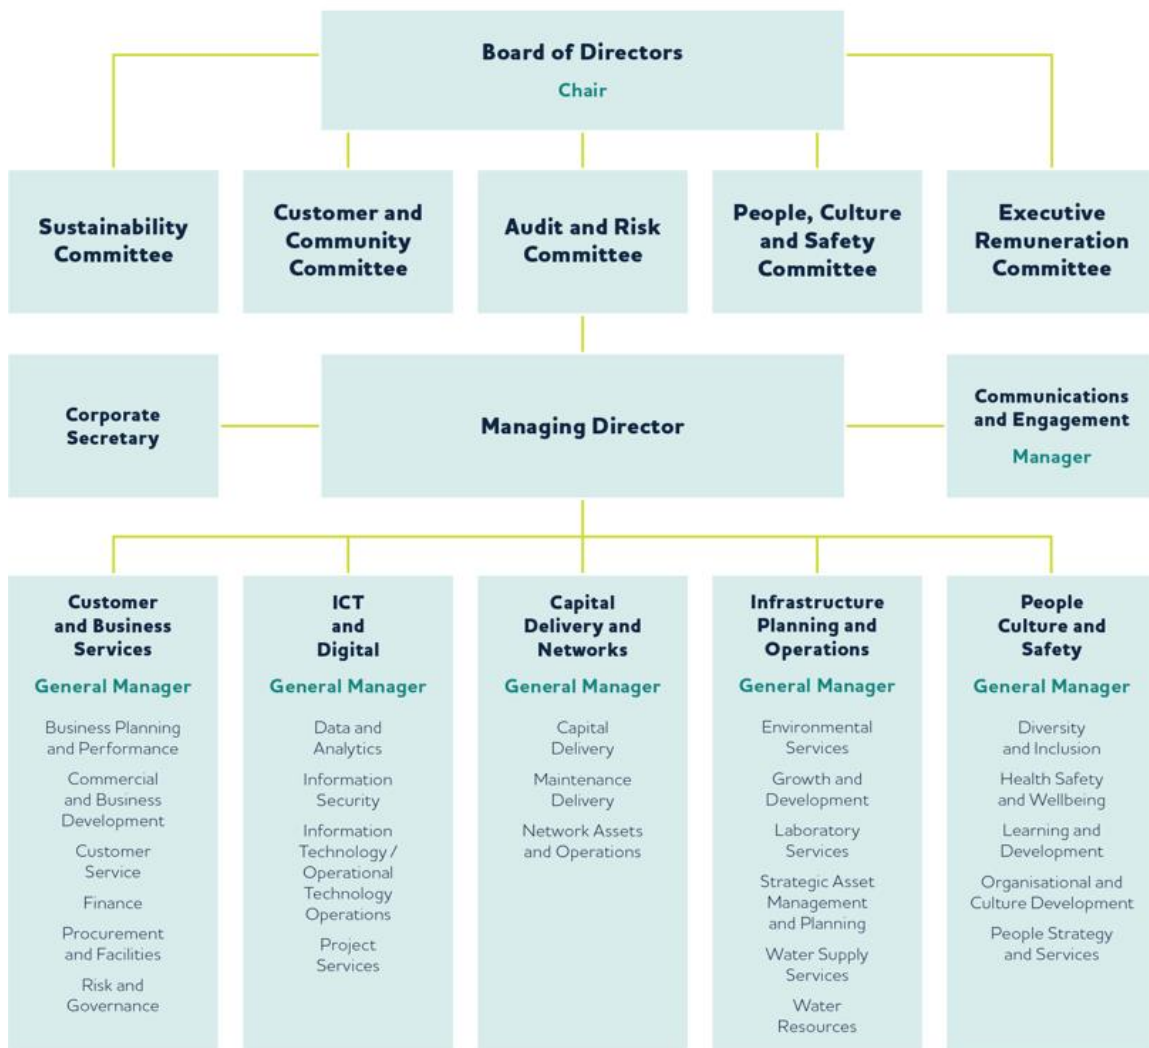 Board of Directors
Chair
Sustainability
Committee
Customer and
Community
Committee
Audit and Risk
Committee
People, Culture
and Safety
Committee
Executive
Remuneration
Committee
Corporate
Secretary
Managing Director
Communications
and Engagement
Manager
Customer
and Business
Services
General Manager
Business Planning
and Performance
Commercial
and Business
Development
Customer
Service
Finance
Procurement
and Facilities
Risk and
Governance
ICT
and
Digital
General Manager
Data and
Analytics
Information
Security
Information
Technology /
Operational
Technology
Operations
Project
Services
Capital
Delivery and
Networks
General Manager
Capital
Delivery
Maintenance
Delivery
Network Assets
and Operations
Infrastructure
Planning and
Operations
General Manager
Environmental
Services
Growth and
Development
Laboratory
Services
Strategic Asset
Management
and Planning
Water Supply
Services
Water
Resources
People
Culture and
Safety
General Manager
Diversity
and Inclusion
Health Safety
and Wellbeing
Learning and
Development
Organisational and
Culture Development
People Strategy
and Services